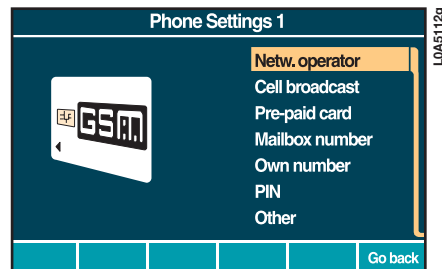 Phone Settings 1
Netw. operator
Cell broadcast
Pre-paid card
Mailbox number
Own number
PIN
Other
GSM
Go back
L0A5112g